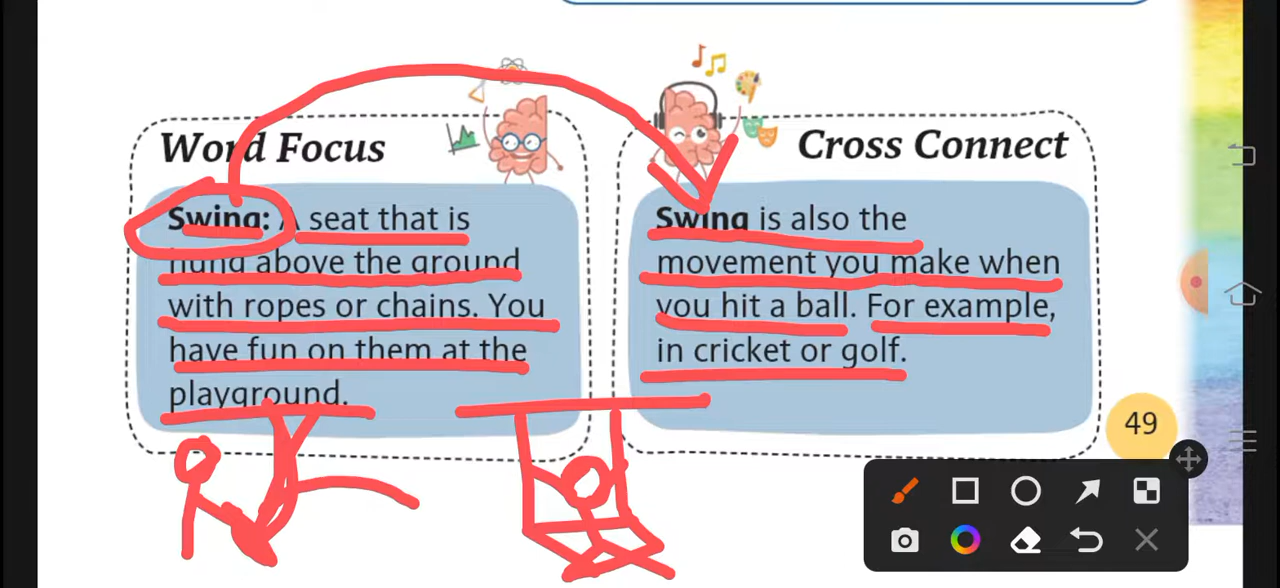 Word Focus
Swing: A seat that is
hung above the ground
with ropes or chains. You
have fun on them at the
playground.
Cross Connect
Swing is also the
movement you make when
you hit a ball. For example,
in cricket or golf.
49